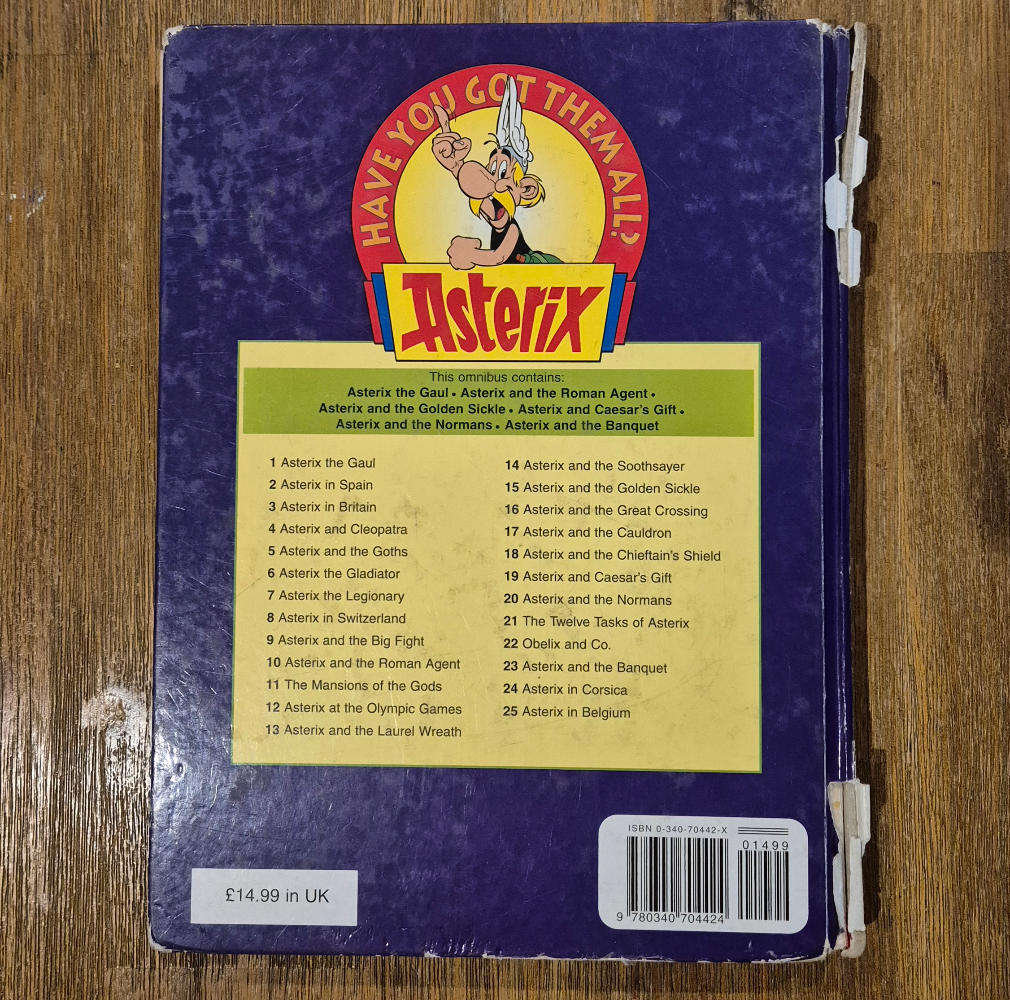 HAVE YOU GOT THEM ALL?
Asterix
This omnibus contains:
Asterix the Gaul • Asterix and the Roman Agent •
Asterix and the Golden Sickle • Asterix and Caesar's Gift •
Asterix and the Normans • Asterix and the Banquet
1 Asterix the Gaul
2 Asterix in Spain
3 Asterix in Britain
4 Asterix and Cleopatra
5 Asterix and the Goths
6 Asterix the Gladiator
7 Asterix the Legionary
8 Asterix in Switzerland
9 Asterix and the Big Fight
10 Asterix and the Roman Agent
11 The Mansions of the Gods
12 Asterix at the Olympic Games
13 Asterix and the Laurel Wreath
14 Asterix and the Soothsayer
15 Asterix and the Golden Sickle
16 Asterix and the Great Crossing
17 Asterix and the Cauldron
18 Asterix and the Chieftain's Shield
19 Asterix and Caesar's Gift
20 Asterix and the Normans
21 The Twelve Tasks of Asterix
22 Obelix and Co.
23 Asterix and the Banquet
24 Asterix in Corsica
25 Asterix in Belgium
£14.99 in UK
ISBN 0-340-70442-X
01499
9 780340 704424